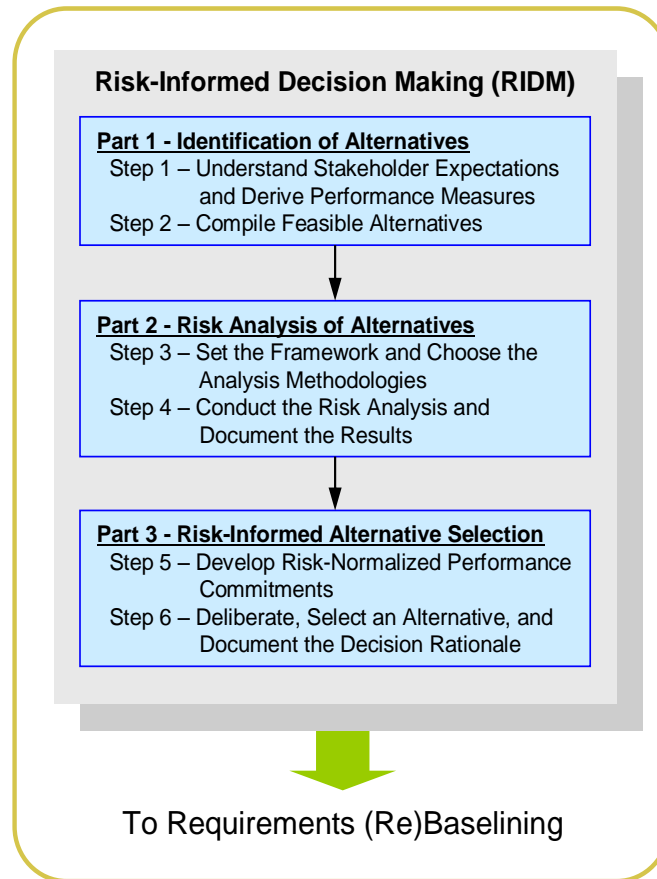 Risk-Informed Decision Making (RIDM)
Part 1 - Identification of Alternatives
Step 1 – Understand Stakeholder Expectations
and Derive Performance Measures
Step 2 – Compile Feasible Alternatives
Part 2 - Risk Analysis of Alternatives
Step 3 – Set the Framework and Choose the
Analysis Methodologies
Step 4 – Conduct the Risk Analysis and
Document the Results
Part 3 - Risk-Informed Alternative Selection
Step 5 – Develop Risk-Normalized Performance
Commitments
Step 6 – Deliberate, Select an Alternative, and
Document the Decision Rationale
To Requirements (Re)Baselining